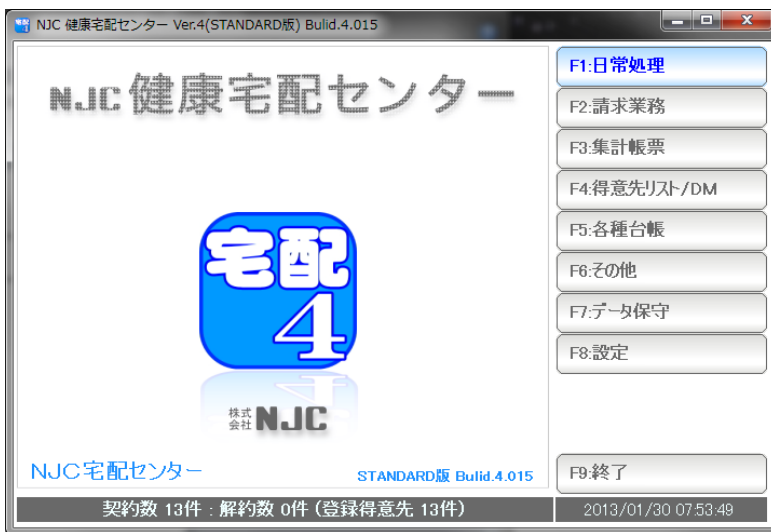 NJC 健康宅配センター Ver.4(STANDARD版) Bulid.4.015
NJC健康宅配センター
宅配
4
株式会社NJC
NJC宅配センター
STANDARD版 Bulid.4.015
F1:日常処理
F2:請求業務
F3:集計帳票
F4:得意先リスト/DM
F5:各種台帳
F6:その他
F7:データ保守
F8:設定
F9:終了
契約数 13件 : 解約数 0件 (登録得意先 13件)
2013/01/30 07:53:49